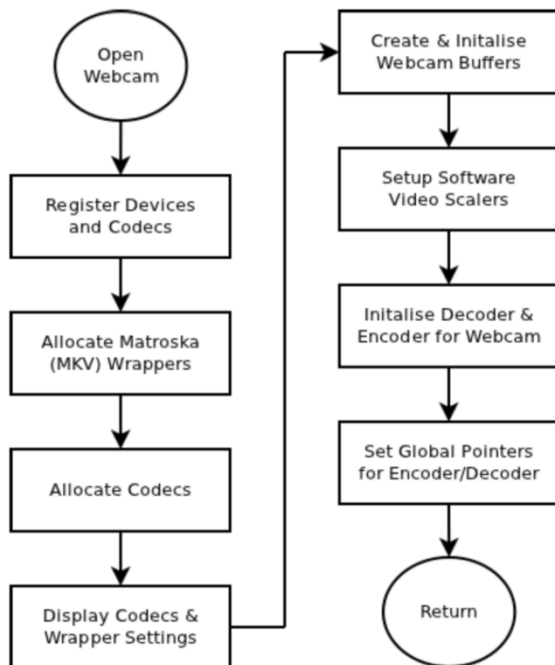 Open
Webcam
Register Devices
and Codecs
Allocate Matroska
(MKV) Wrappers
Allocate Codecs
Display Codecs &
Wrapper Settings
Create & Initalise
Webcam Buffers
Setup Software
Video Scalers
Initalise Decoder &
Encoder for Webcam
Set Global Pointers
for Encoder/Decoder
Return